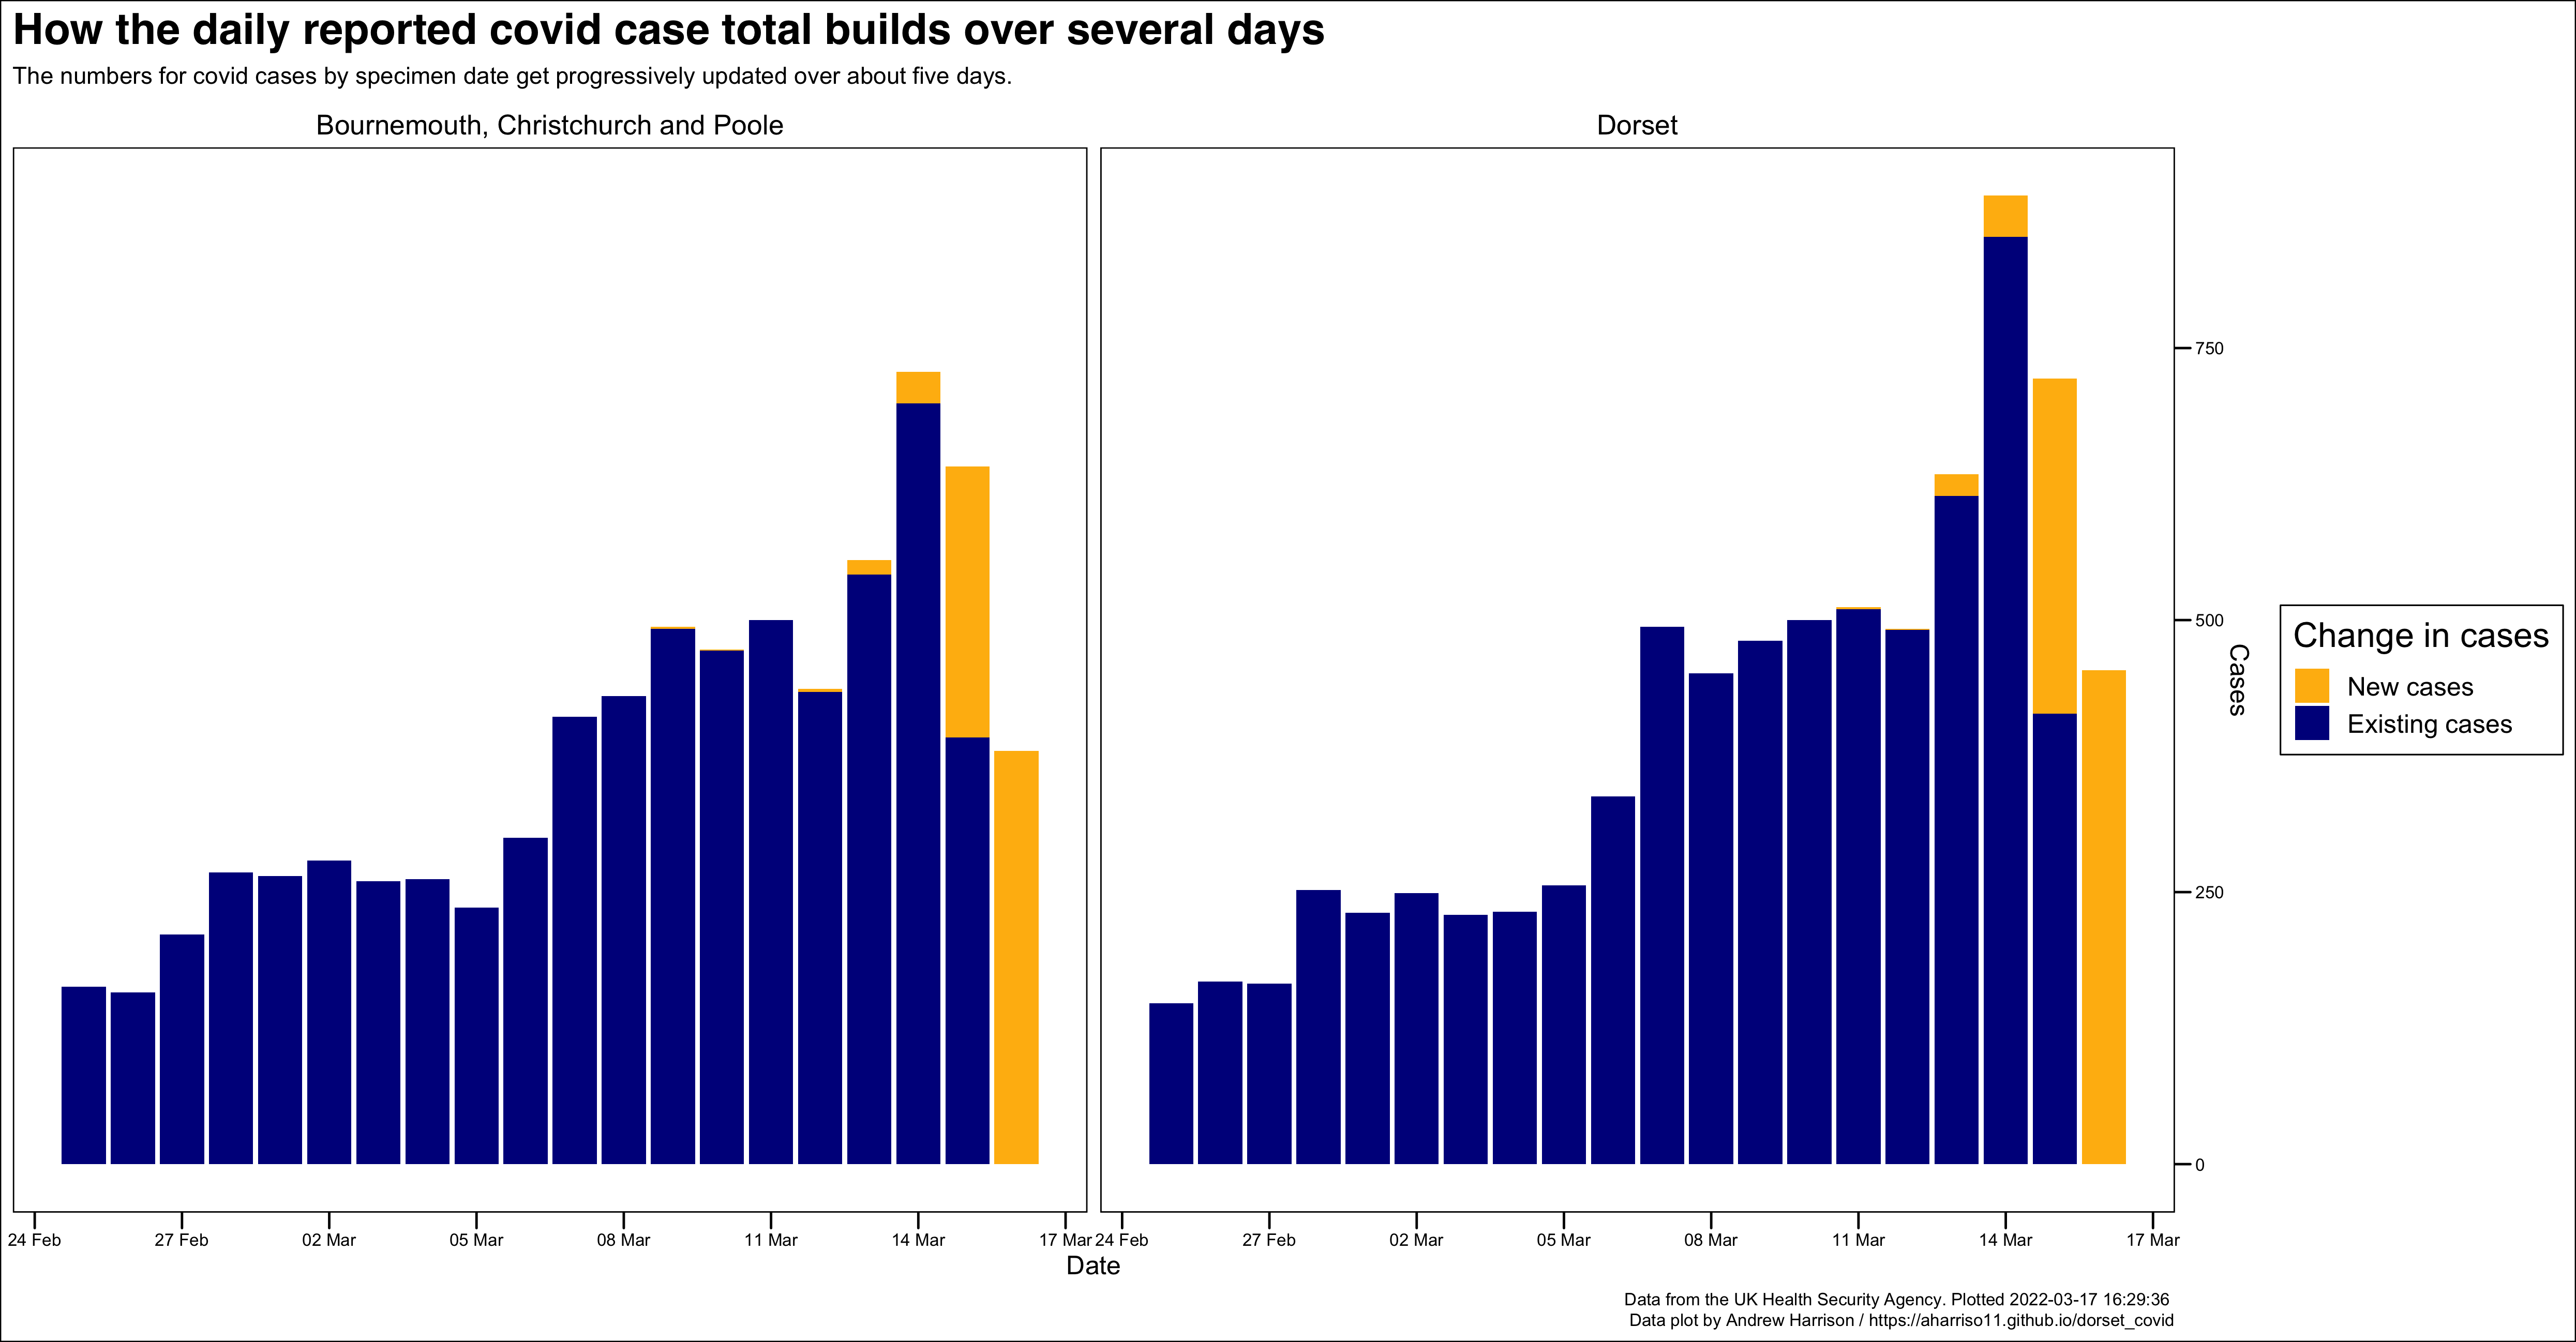 How the daily reported covid case total builds over several days
The numbers for covid cases by specimen date get progressively updated over about five days.
Bournemouth, Christchurch and Poole
Dorset
750
500
250
0
Cases
Change in cases
New cases
Existing cases
24 Feb 27 Feb 02 Mar 05 Mar 08 Mar 11 Mar 14 Mar 17 Mar 24 Feb 27 Feb 02 Mar 05 Mar 08 Mar 11 Mar 14 Mar 17 Mar
Date
Data from the UK Health Security Agency. Plotted 2022-03-17 16:29:36
Data plot by Andrew Harrison / https://aharriso11.github.io/dorset_covid